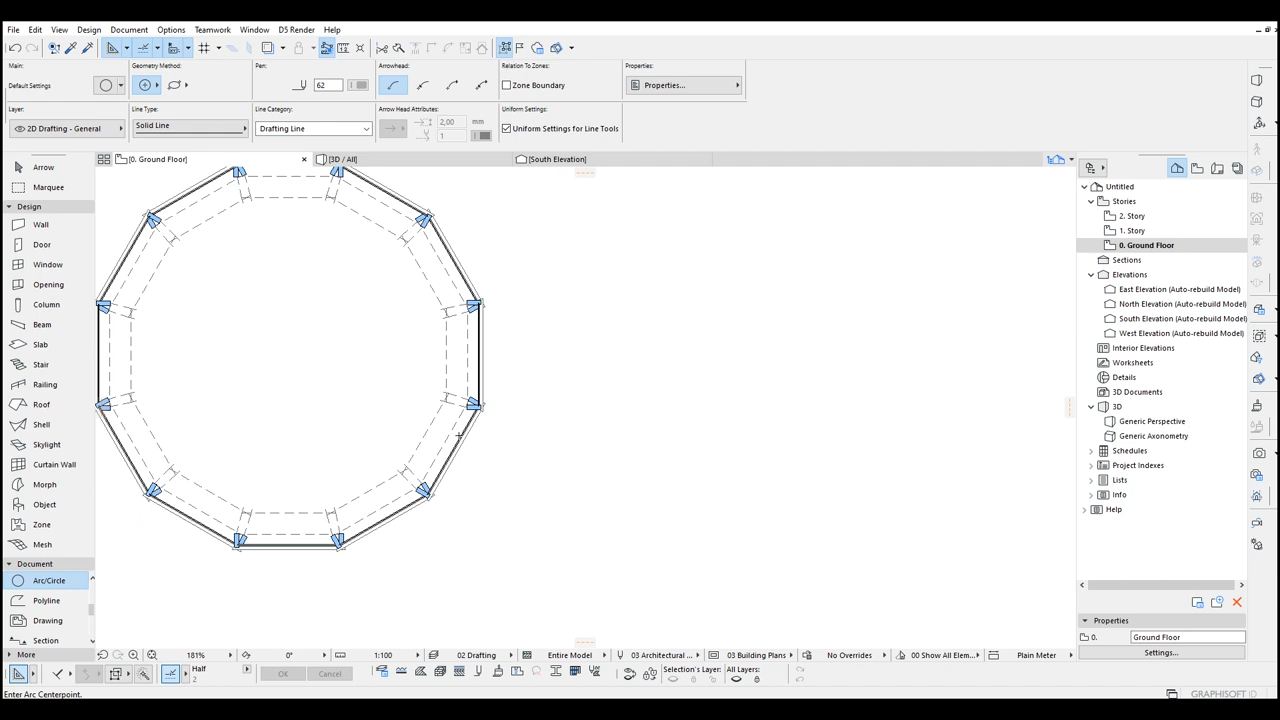 File Edit View Design Document Options Teamwork Window D5 Render Help
Main: Geometry Method: Pen: Arrowhead: Relation To Zones: Properties:
Default Settings 62 Zone Boundary Properties...
Layer: Line Type: Line Category: Arrow Head Attributes: Uniform Settings:
2D Drafting - General Solid Line Drafting Line 2,00 mm 1 Uniform Settings for Line Tools
[0. Ground Floor] [3D / All] [South Elevation]
Arrow
Marquee
Design
Wall
Door
Window
Opening
Column
Beam
Slab
Stair
Railing
Roof
Shell
Skylight
Curtain Wall
Morph
Object
Zone
Mesh
Document
Arc/Circle
Polyline
Drawing
Section
More
Untitled
Stories
2. Story
1. Story
0. Ground Floor
Sections
Elevations
East Elevation (Auto-rebuild Model)
North Elevation (Auto-rebuild Model)
South Elevation (Auto-rebuild Model)
West Elevation (Auto-rebuild Model)
Interior Elevations
Worksheets
Details
3D Documents
3D
Generic Perspective
Generic Axonometry
Schedules
Project Indexes
Lists
Info
Help
Properties
0. Ground Floor
Settings...
181% 0° 1:100 02 Drafting Entire Model 03 Architectural ... 03 Building Plans No Overrides 00 Show All Elem... Plain Meter
Half
2
OK Cancel
Selection's Layer: All Layers:
Enter Arc Centerpoint.
GRAPHISOFT ID